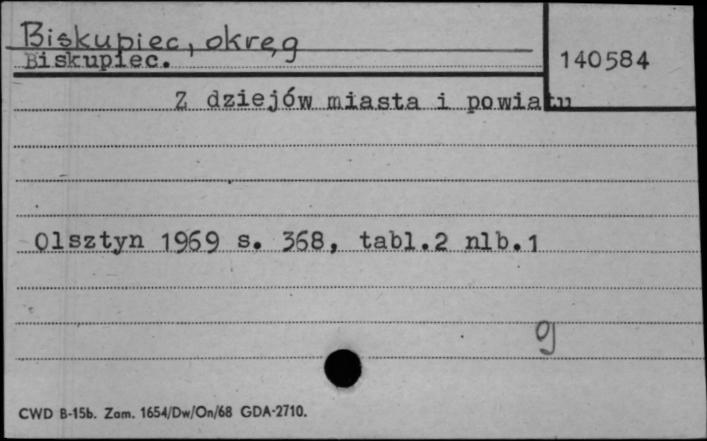 Biskupiec, okręg
Biskupiec.
140584
Z dziejów miasta i powiatu
Olsztyn 1969 s. 368, tabl.2 nlb.1
g
CWD B-15b. Zam. 1654/Dw/On/68 GDA-2710.